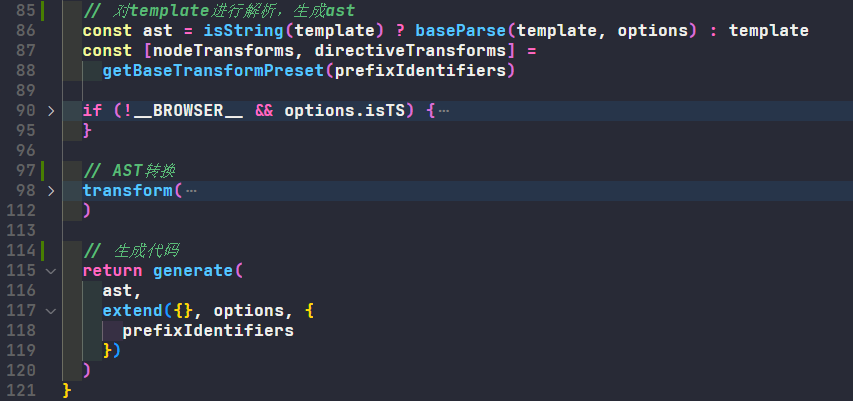 85 // 对template进行解析，生成ast
86 const ast = isString(template) ? baseParse(template, options) : template
87 const [nodeTransforms, directiveTransforms] =
88 getBaseTransformPreset(prefixIdentifiers)
89
90 if (!__BROWSER__ && options.isTS) {…
95 }
96
97 // AST转换
98 transform(…
112 )
113
114 // 生成代码
115 return generate(
116 ast,
117 extend({}, options, {
118 prefixIdentifiers
119 })
120 )
121 }